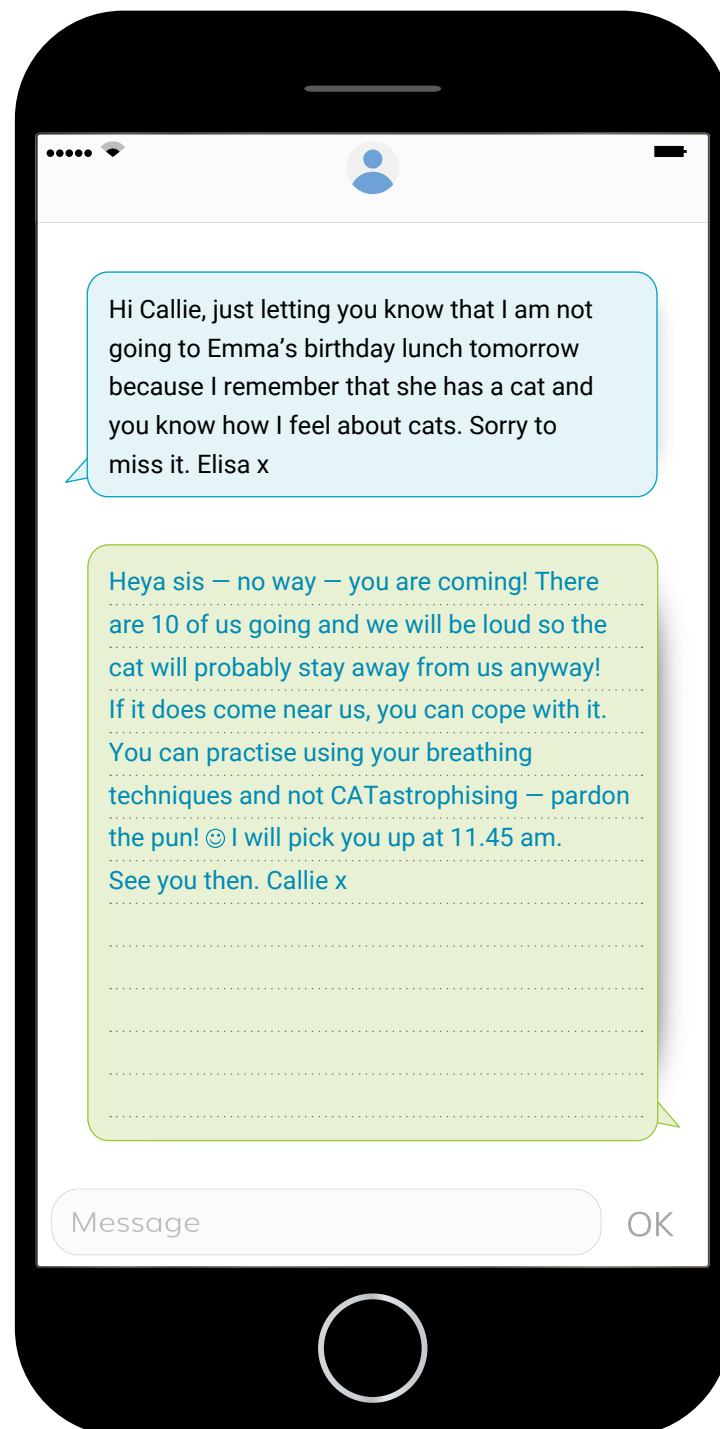 Hi Callie, just letting you know that I am not
going to Emma’s birthday lunch tomorrow
because I remember that she has a cat and
you know how I feel about cats. Sorry to
miss it. Elisa x
Heya sis — no way — you are coming! There
are 10 of us going and we will be loud so the
cat will probably stay away from us anyway!
If it does come near us, you can cope with it.
You can practise using your breathing
techniques and not CATastrophising — pardon
the pun! ☺ I will pick you up at 11.45 am.
See you then. Callie x
Message OK